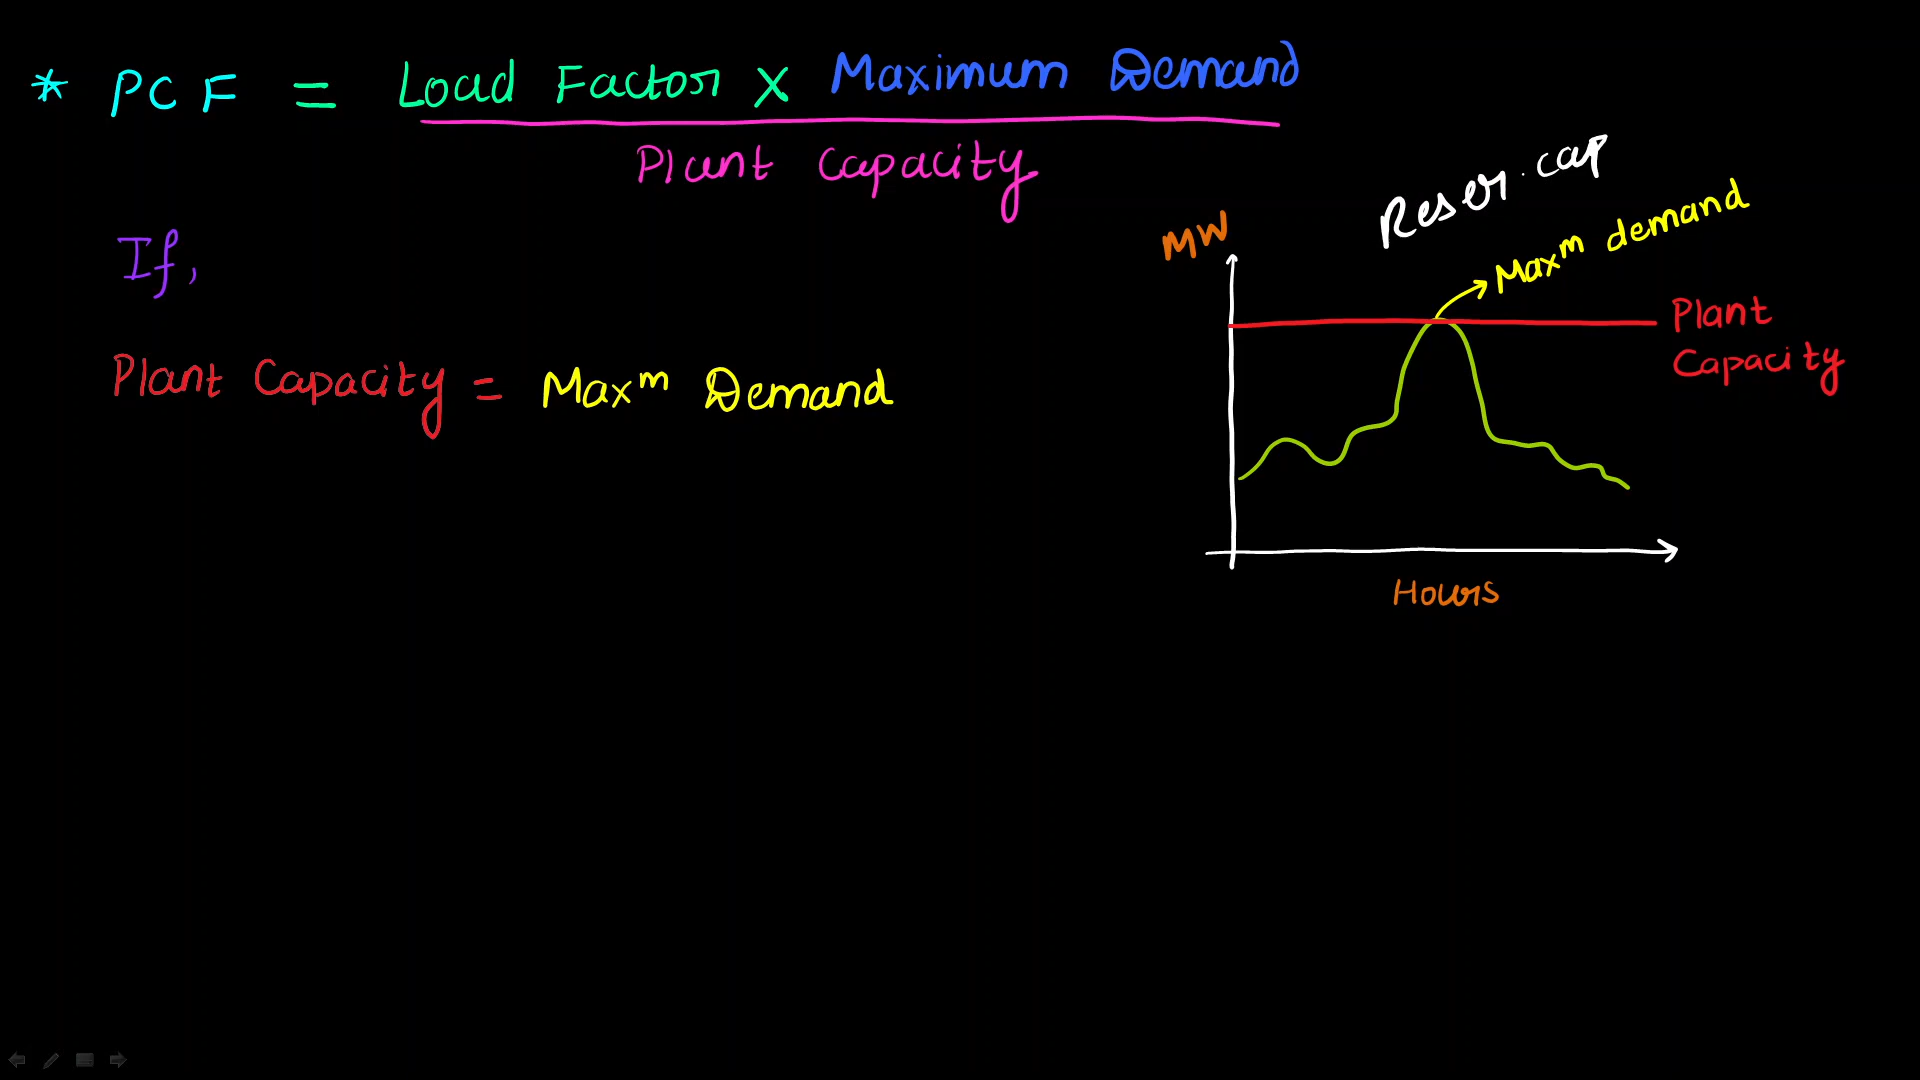 * PCF = Load Factor x Maximum Demand
Plant Capacity
Reser. cap
MW
Max^m demand
If,
Plant
Capacity
Plant Capacity = Max^m Demand
Hours